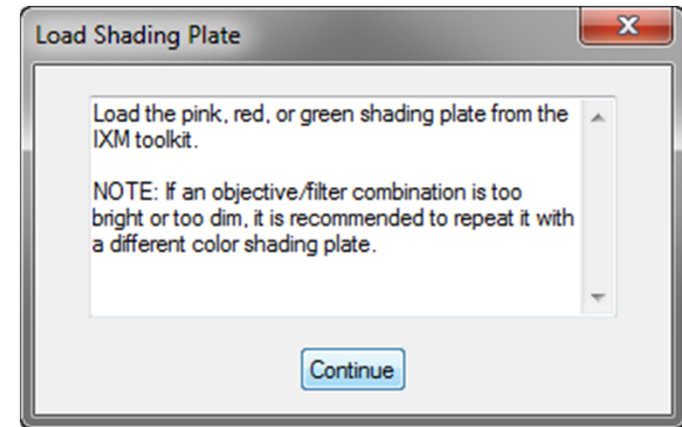 Load Shading Plate
Load the pink, red, or green shading plate from the
IXM toolkit.
NOTE: If an objective/filter combination is too
bright or too dim, it is recommended to repeat it with
a different color shading plate.
Continue